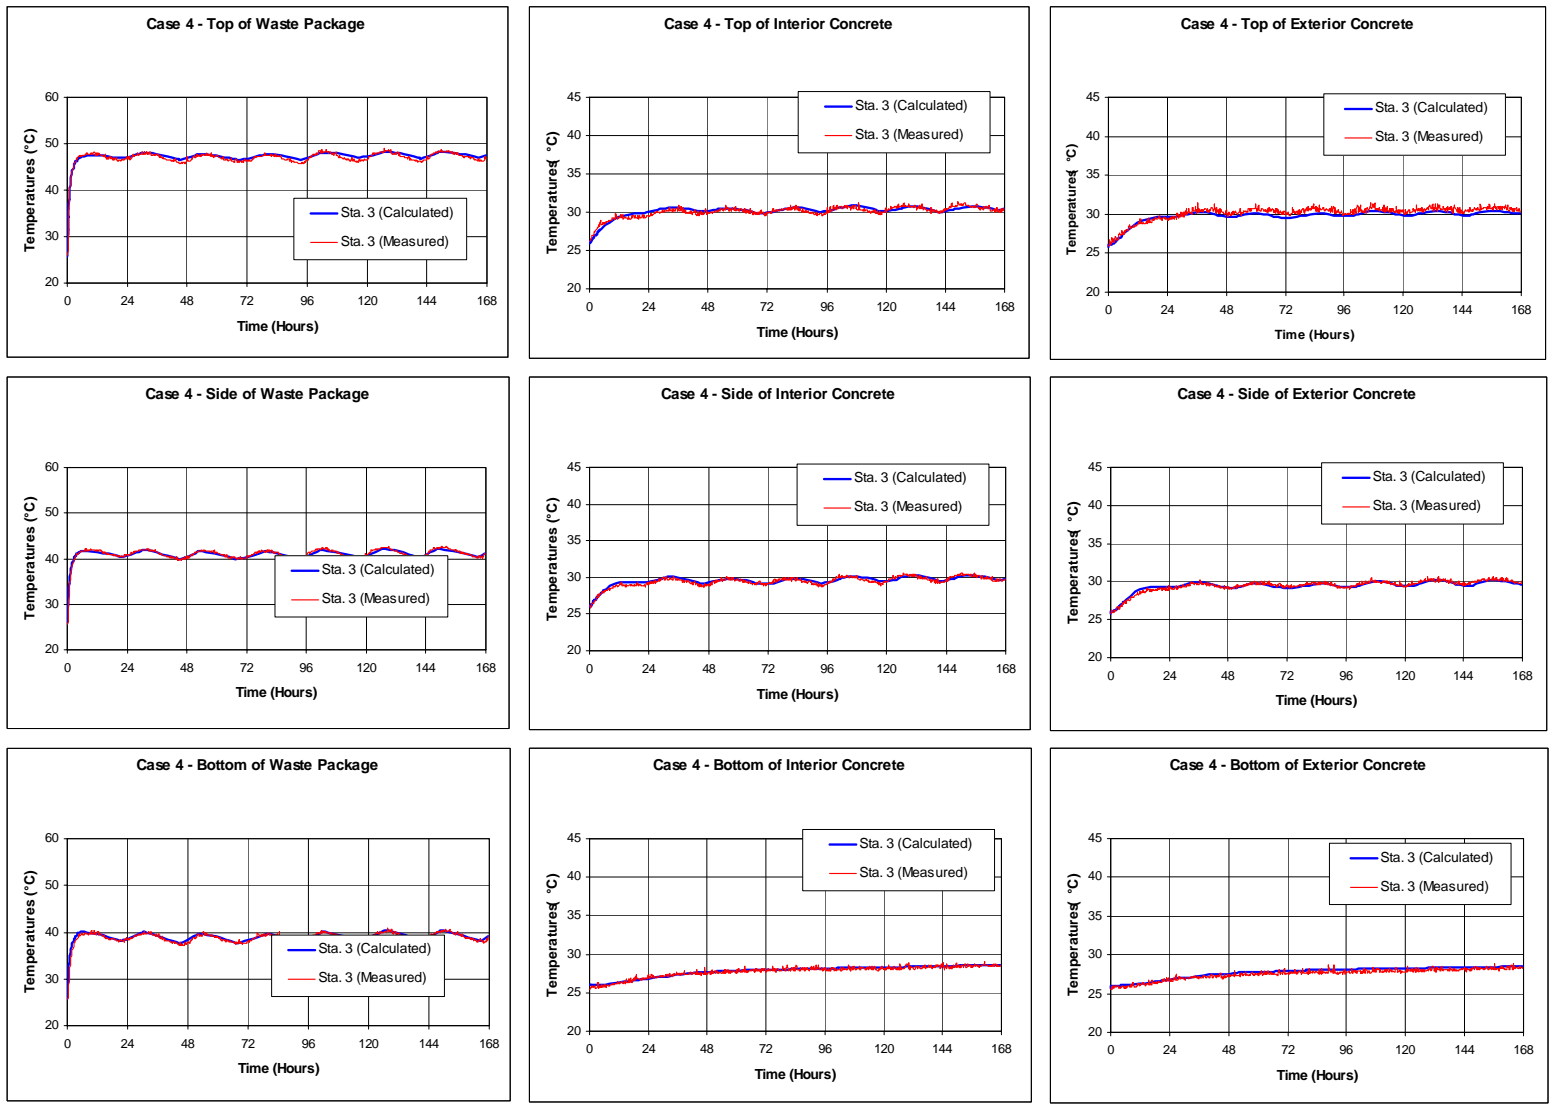 Case 4 - Top of Waste Package
Temperatures (°C)
60
50
40
30
20
Sta. 3 (Calculated)
Sta. 3 (Measured)
0 24 48 72 96 120 144 168
Time (Hours)
Case 4 - Top of Interior Concrete
Temperatures( °C)
45
40
35
30
25
20
Sta. 3 (Calculated)
Sta. 3 (Measured)
0 24 48 72 96 120 144 168
Time (Hours)
Case 4 - Top of Exterior Concrete
Temperatures( °C)
45
40
35
30
25
20
Sta. 3 (Calculated)
Sta. 3 (Measured)
0 24 48 72 96 120 144 168
Time (Hours)
Case 4 - Side of Waste Package
Temperatures (°C)
60
50
40
30
20
Sta. 3 (Calculated)
Sta. 3 (Measured)
0 24 48 72 96 120 144 168
Time (Hours)
Case 4 - Side of Interior Concrete
Temperatures (°C)
45
40
35
30
25
20
Sta. 3 (Calculated)
Sta. 3 (Measured)
0 24 48 72 96 120 144 168
Time (Hours)
Case 4 - Side of Exterior Concrete
Temperatures( °C)
45
40
35
30
25
20
Sta. 3 (Calculated)
Sta. 3 (Measured)
0 24 48 72 96 120 144 168
Time (Hours)
Case 4 - Bottom of Waste Package
Temperatures (°C)
60
50
40
30
20
Sta. 3 (Calculated)
Sta. 3 (Measured)
0 24 48 72 96 120 144 168
Time (Hours)
Case 4 - Bottom of Interior Concrete
Temperatures( °C)
45
40
35
30
25
20
Sta. 3 (Calculated)
Sta. 3 (Measured)
0 24 48 72 96 120 144 168
Time (Hours)
Case 4 - Bottom of Exterior Concrete
Temperatures( °C)
45
40
35
30
25
20
Sta. 3 (Calculated)
Sta. 3 (Measured)
0 24 48 72 96 120 144 168
Time (Hours)